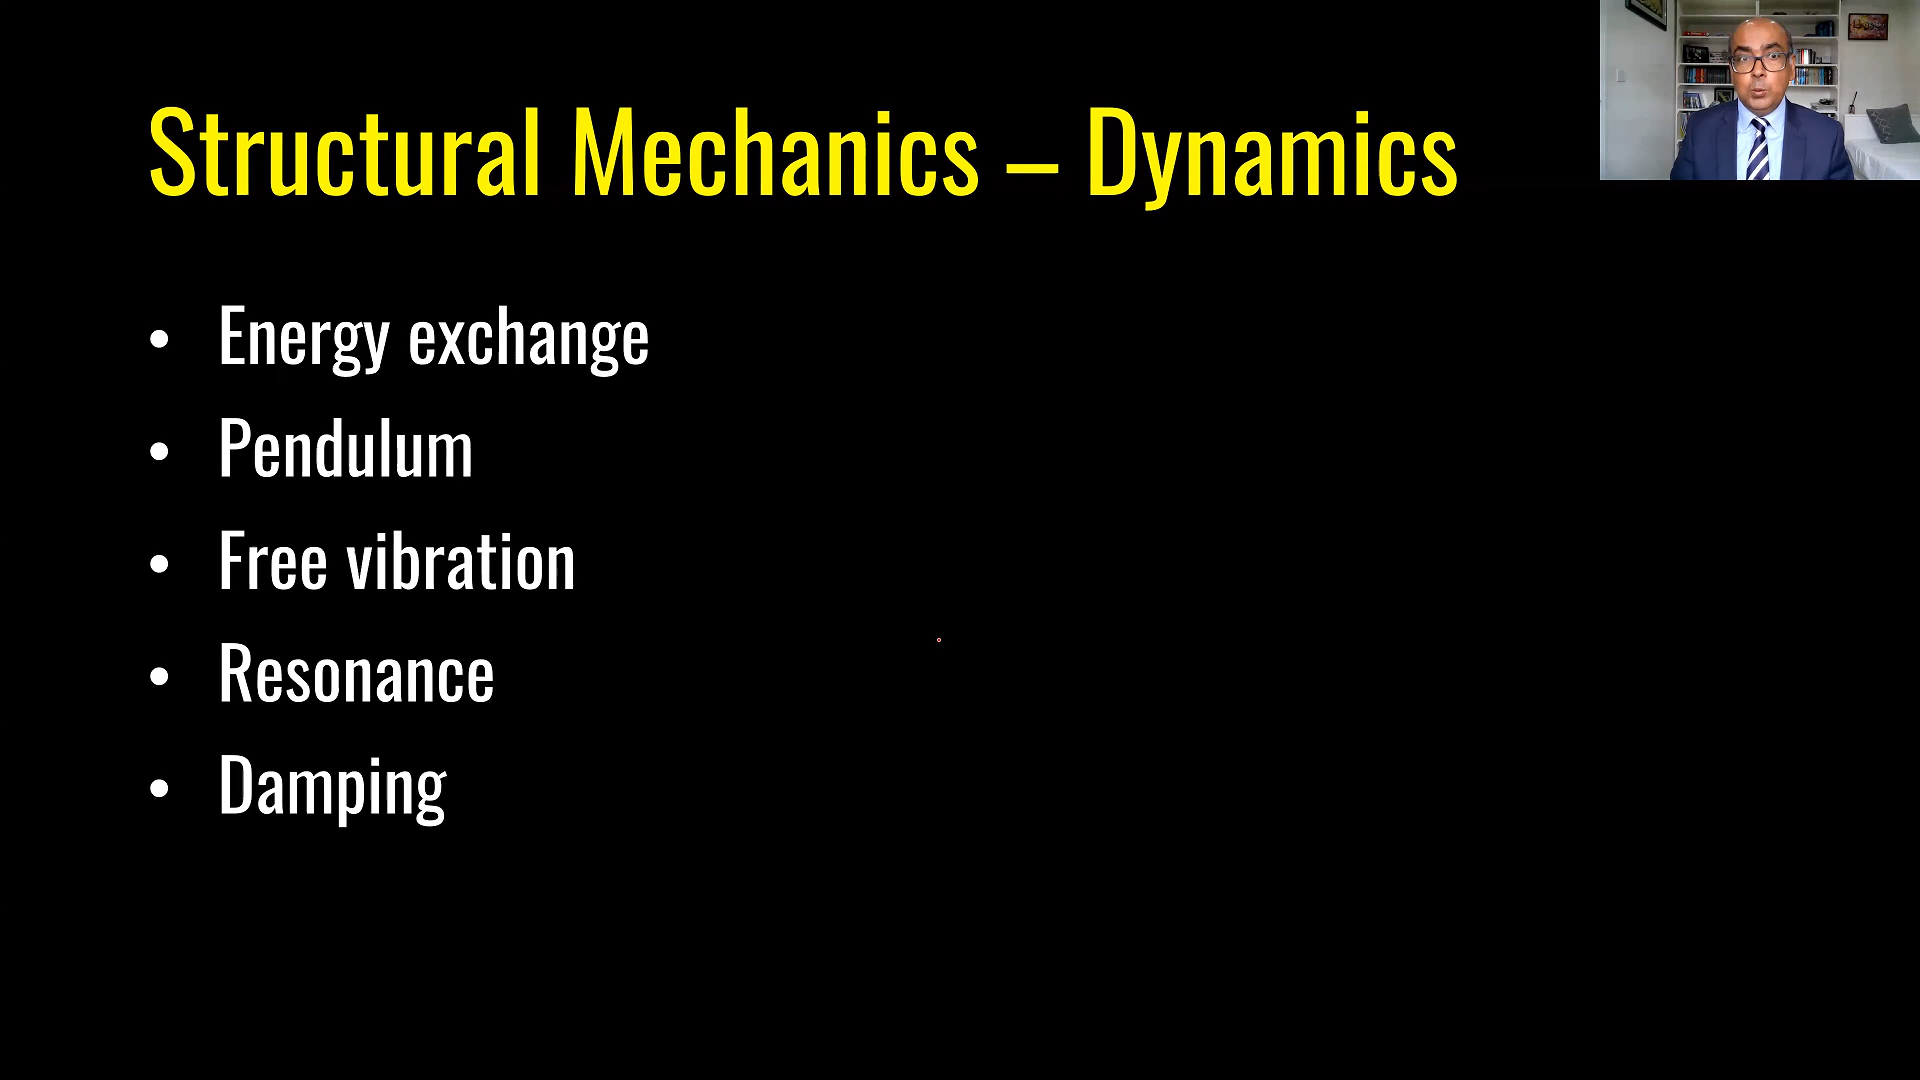 Structural Mechanics – Dynamics
• Energy exchange
• Pendulum
• Free vibration
• Resonance
• Damping